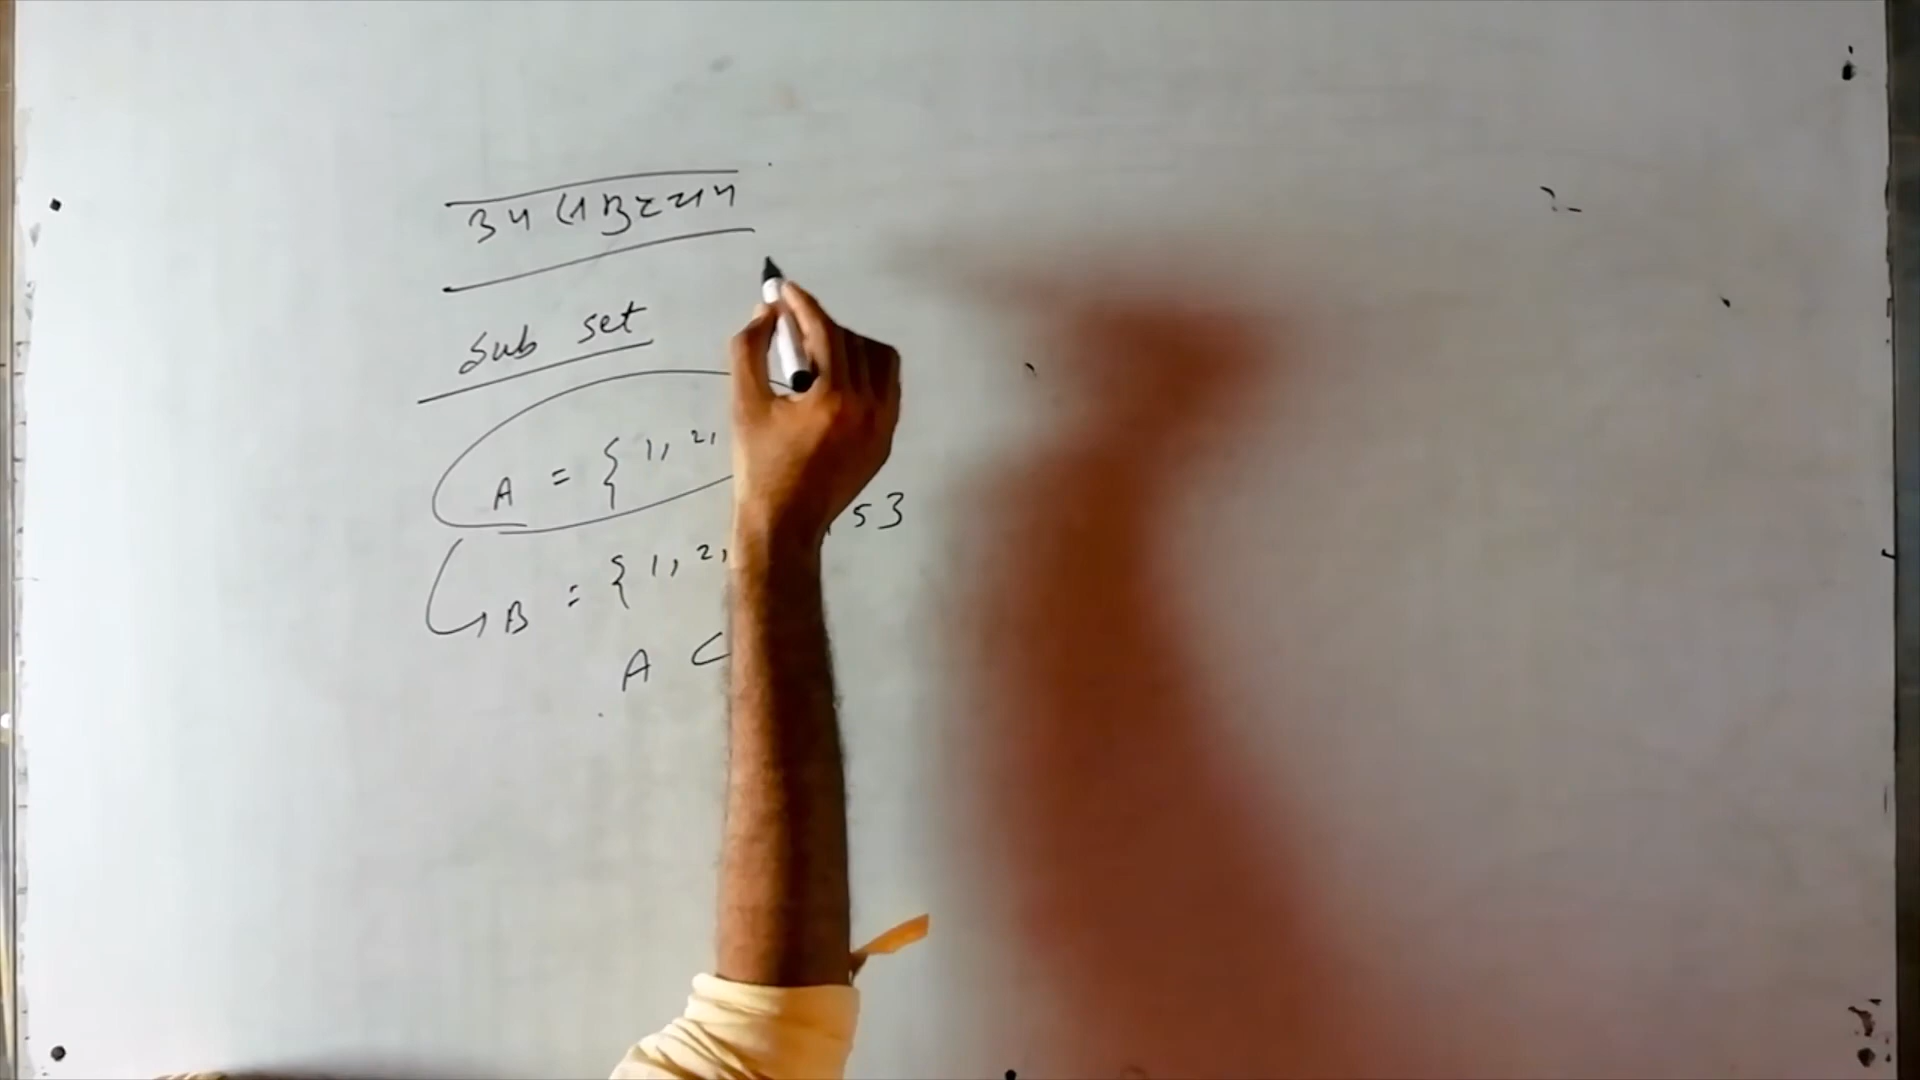 उपसमुच्चय
Sub set
A = { 1, 2,
B = { 1, 2, 5 }
A ⊂